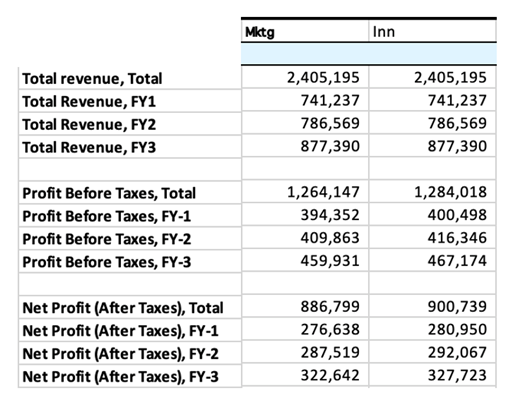 Mktg Inn
Total revenue, Total 2,405,195 2,405,195
Total Revenue, FY1 741,237 741,237
Total Revenue, FY2 786,569 786,569
Total Revenue, FY3 877,390 877,390
Profit Before Taxes, Total 1,264,147 1,284,018
Profit Before Taxes, FY-1 394,352 400,498
Profit Before Taxes, FY-2 409,863 416,346
Profit Before Taxes, FY-3 459,931 467,174
Net Profit (After Taxes), Total 886,799 900,739
Net Profit (After Taxes), FY-1 276,638 280,950
Net Profit (After Taxes), FY-2 287,519 292,067
Net Profit (After Taxes), FY-3 322,642 327,723